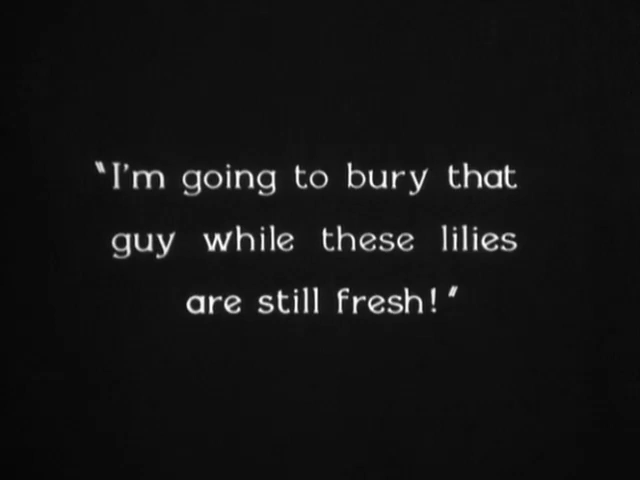 "I'm going to bury that
guy while these lilies
are still fresh!"